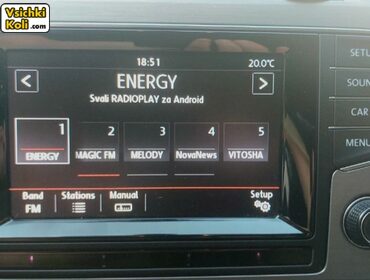 Vsichki
Koli .com
18:51
20.0°C
ENERGY
Svali RADIOPLAY za Android
1
2
3
4
5
ENERGY
MAGIC FM
MELODY
NovaNews
VITOSHA
Band
Stations
Manual
Setup
FM
SETU
SOUN
CAR
MENU